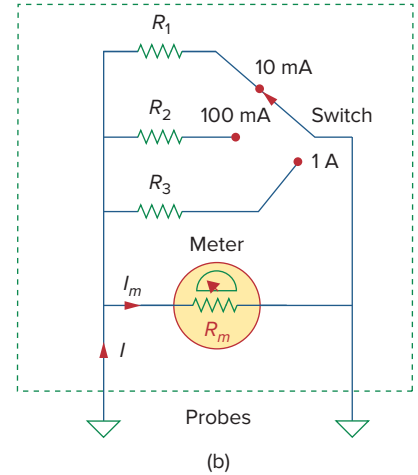 R1
10 mA
R2
100 mA
Switch
1 A
R3
Meter
Im
Rm
I
Probes
(b)